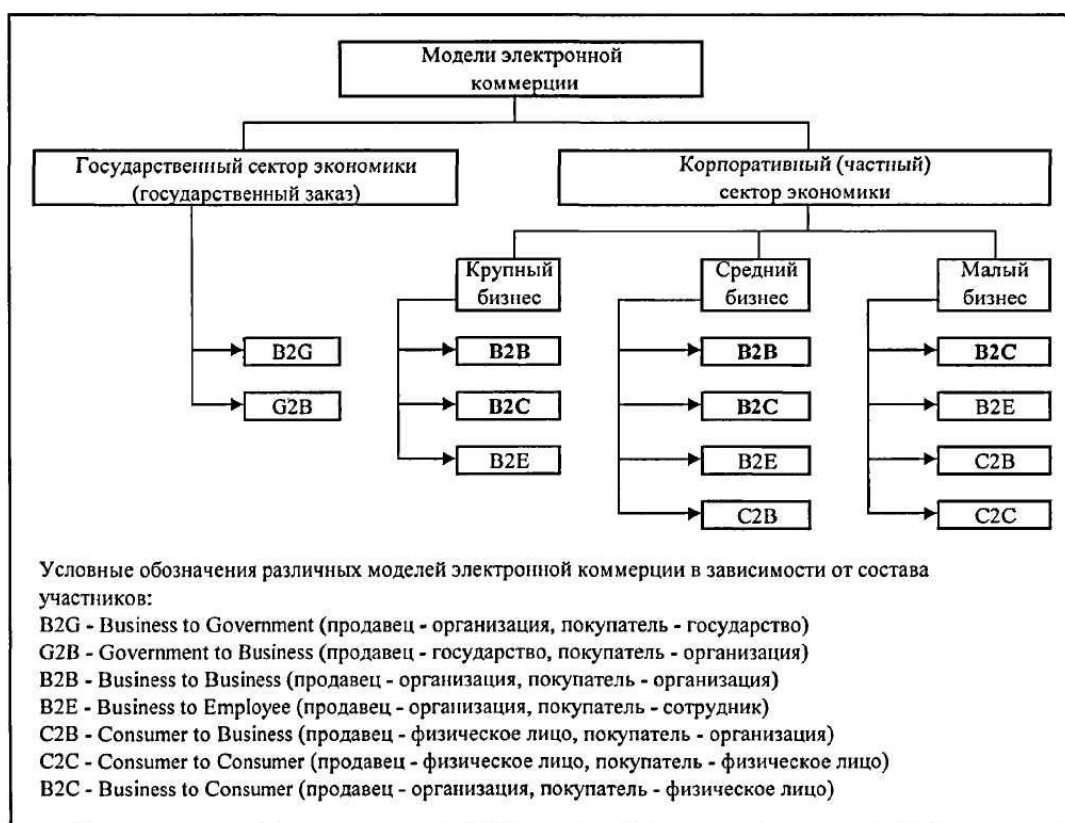 Модели электронной
коммерции
Государственный сектор экономики
(государственный заказ)
Корпоративный (частный)
сектор экономики
Крупный
бизнес
Средний
бизнес
Малый
бизнес
B2G
G2B
B2B
B2C
B2E
B2B
B2C
B2E
C2B
B2C
B2E
C2B
C2C
Условные обозначения различных моделей электронной коммерции в зависимости от состава
участников:
B2G - Business to Government (продавец - организация, покупатель - государство)
G2B - Government to Business (продавец - государство, покупатель - организация)
B2B - Business to Business (продавец - организация, покупатель - организация)
B2E - Business to Employee (продавец - организация, покупатель - сотрудник)
C2B - Consumer to Business (продавец - физическое лицо, покупатель - организация)
C2C - Consumer to Consumer (продавец - физическое лицо, покупатель - физическое лицо)
B2C - Business to Consumer (продавец - организация, покупатель - физическое лицо)